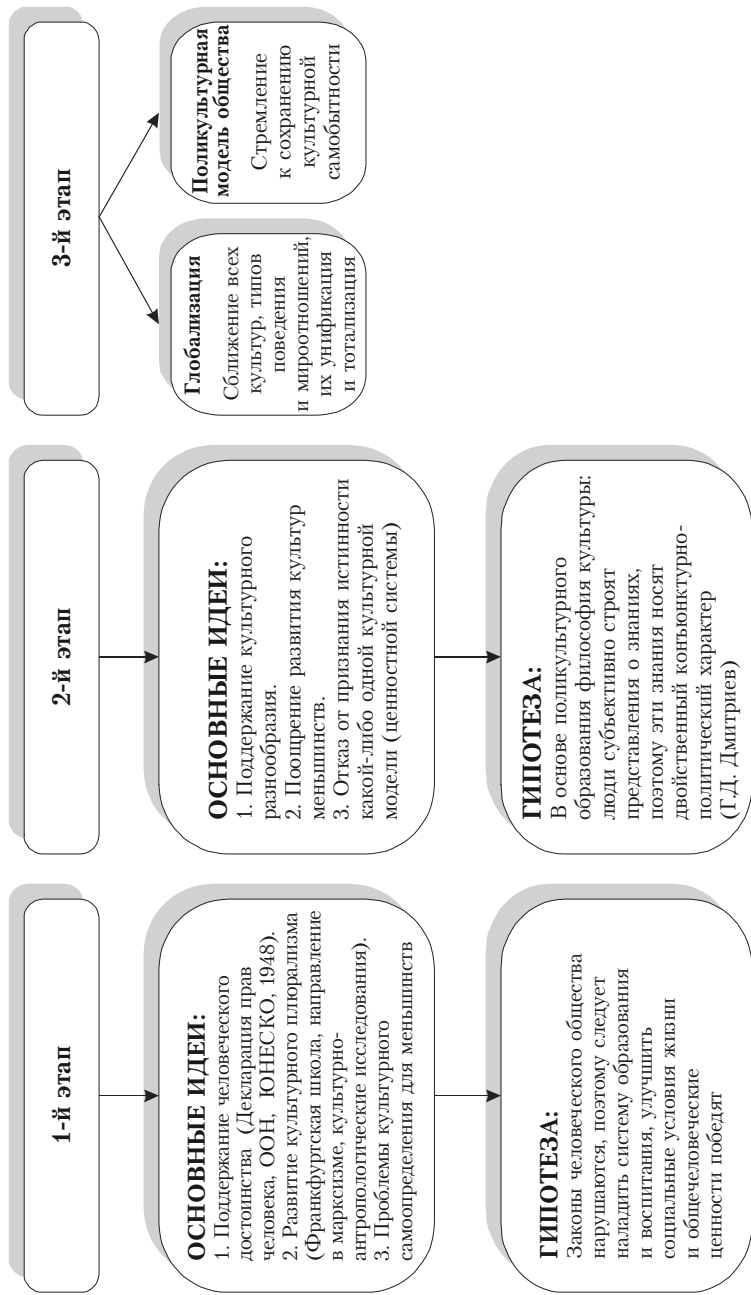 1-й этап
ОСНОВНЫЕ ИДЕИ:
1. Поддержание человеческого
достоинства (Декларация прав
человека, ООН, ЮНЕСКО, 1948).
2. Развитие культурного плюрализма
(Франкфуртская школа, направление
в марксизме, культурно-
антропологические исследования).
3. Проблемы культурного
самоопределения для меньшинств
ГИПОТЕЗА:
Законы человеческого общества
нарушаются, поэтому следует
наладить систему образования
и воспитания, улучшить
социальные условия жизни
и общечеловеческие
ценности победят
2-й этап
ОСНОВНЫЕ ИДЕИ:
1. Поддержание культурного
разнообразия.
2. Поощрение развития культур
меньшинств.
3. Отказ от признания истинности
какой-либо одной культурной
модели (ценностной системы)
ГИПОТЕЗА:
В основе поликультурного
образования философия культуры:
люди субъективно строят
представления о знаниях,
поэтому эти знания носят
двойственный конъюнктурно-
политический характер
(Г.Д. Дмитриев)
3-й этап
Глобализация
Сближение всех
культур, типов
поведения
и мироотношений,
их унификация
и тотализация
Поликультурная
модель общества
Стремление
к сохранению
культурной
самобытности